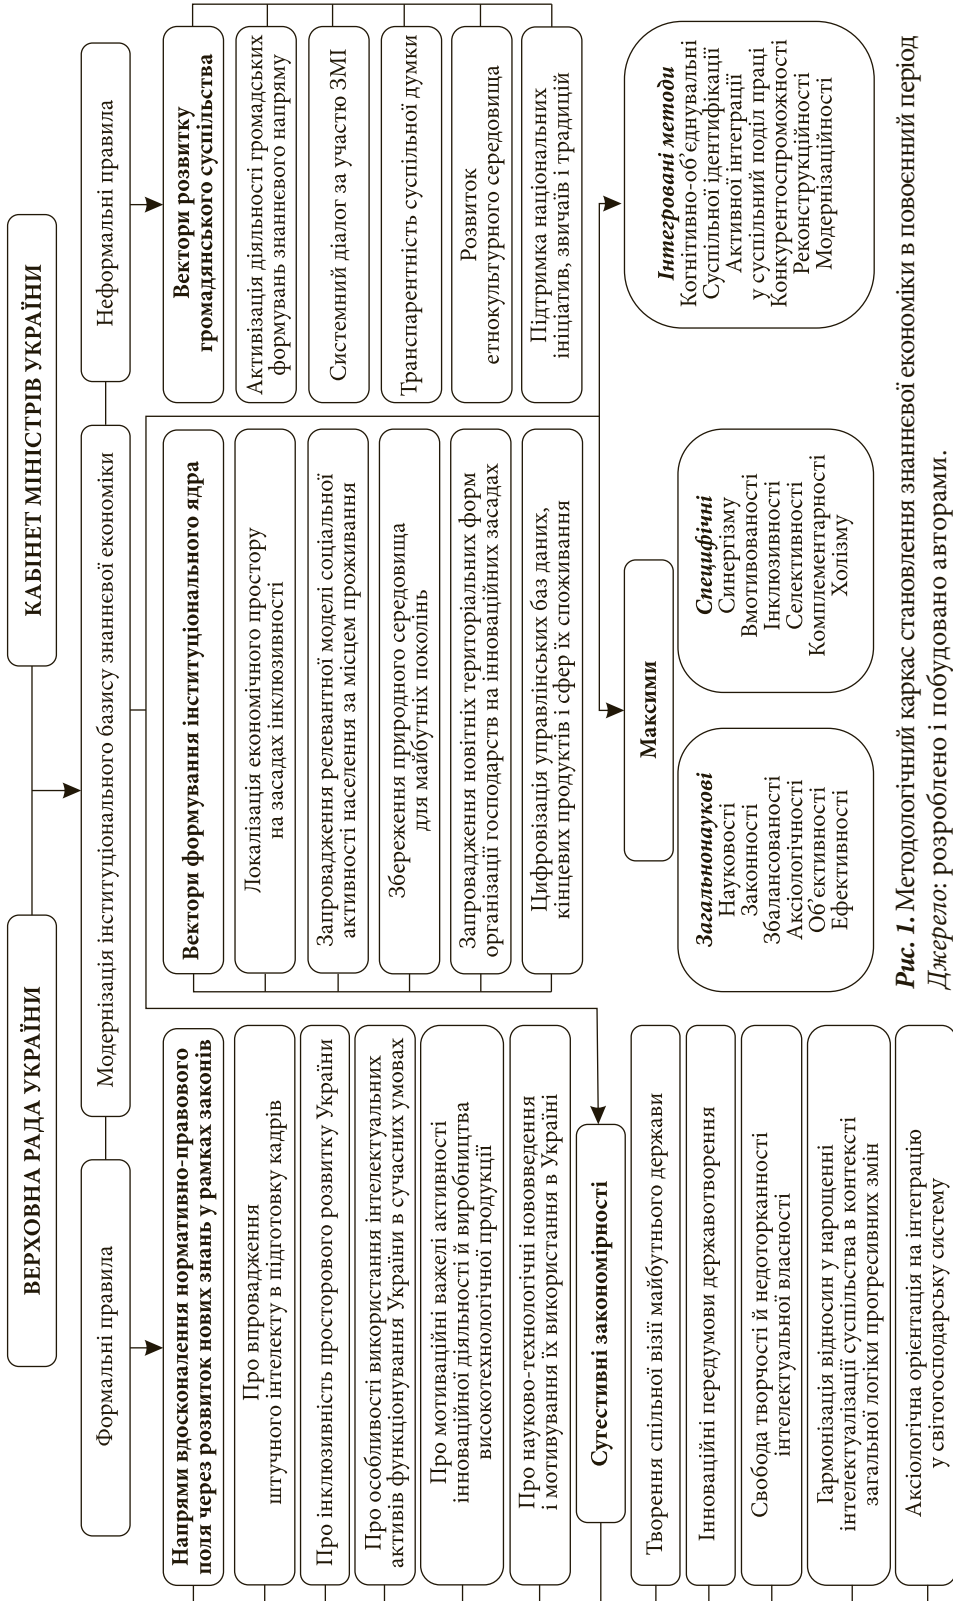 ВЕРХОВНА РАДА УКРАЇНИ
КАБІНЕТ МІНІСТРІВ УКРАЇНИ
Формальні правила
Модернізація інституціонального базису знаннєвої економіки
Неформальні правила
Напрями вдосконалення нормативно-правового
поля через розвиток нових знань у рамках законів
Про впровадження
штучного інтелекту в підготовку кадрів
Про інклюзивність просторового розвитку України
Про особливості використання інтелектуальних
активів функціонування України в сучасних умовах
Про мотиваційні важелі активності
інноваційної діяльності й виробництва
високотехнологічної продукції
Про науково-технологічні нововведення
і мотивування їх використання в Україні
Вектори формування інституціонального ядра
Локалізація економічного простору
на засадах інклюзивності
Запровадження релевантної моделі соціальної
активності населення за місцем проживання
Збереження природного середовища
для майбутніх поколінь
Запровадження новітніх територіальних форм
організації господарств на інноваційних засадах
Цифровізація управлінських баз даних,
кінцевих продуктів і сфер їх споживання
Вектори розвитку
громадянського суспільства
Активізація діяльності громадських
формувань знаннєвого напряму
Системний діалог за участю ЗМІ
Транспарентність суспільної думки
Розвиток
етнокультурного середовища
Підтримка національних
ініціатив, звичаїв і традицій
Сугестивні закономірності
Творення спільної візії майбутнього держави
Інноваційні передумови державотворення
Свобода творчості й недоторканності
інтелектуальної власності
Гармонізація відносин у нарощенні
інтелектуалізації суспільства в контексті
загальної логіки прогресивних змін
Аксіологічна орієнтація на інтеграцію
у світогосподарську систему
Максими
Загальнонаукові
Науковості
Законності
Збалансованості
Аксіологічності
Об’єктивності
Ефективності
Специфічні
Синергізму
Вмотивованості
Інклюзивності
Селективності
Комплементарності
Холізму
Інтегровані методи
Когнітивно-об’єднувальні
Суспільної ідентифікації
Активної інтеграції
у суспільний поділ праці
Конкурентоспроможності
Реконструкційності
Модернізаційності
Рис. 1. Методологічний каркас становлення знаннєвої економіки в повоєнний період
Джерело: розроблено і побудовано авторами.